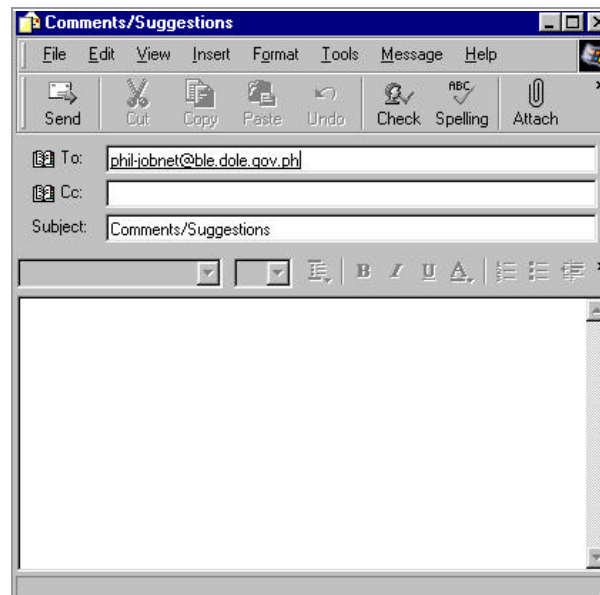 Comments/Suggestions
File Edit View Insert Format Tools Message Help
ABC
Send Cut Copy Paste Undo Check Spelling Attach
To: phil-jobnet@ble.dole.gov.ph
Cc:
Subject: Comments/Suggestions
B I U A